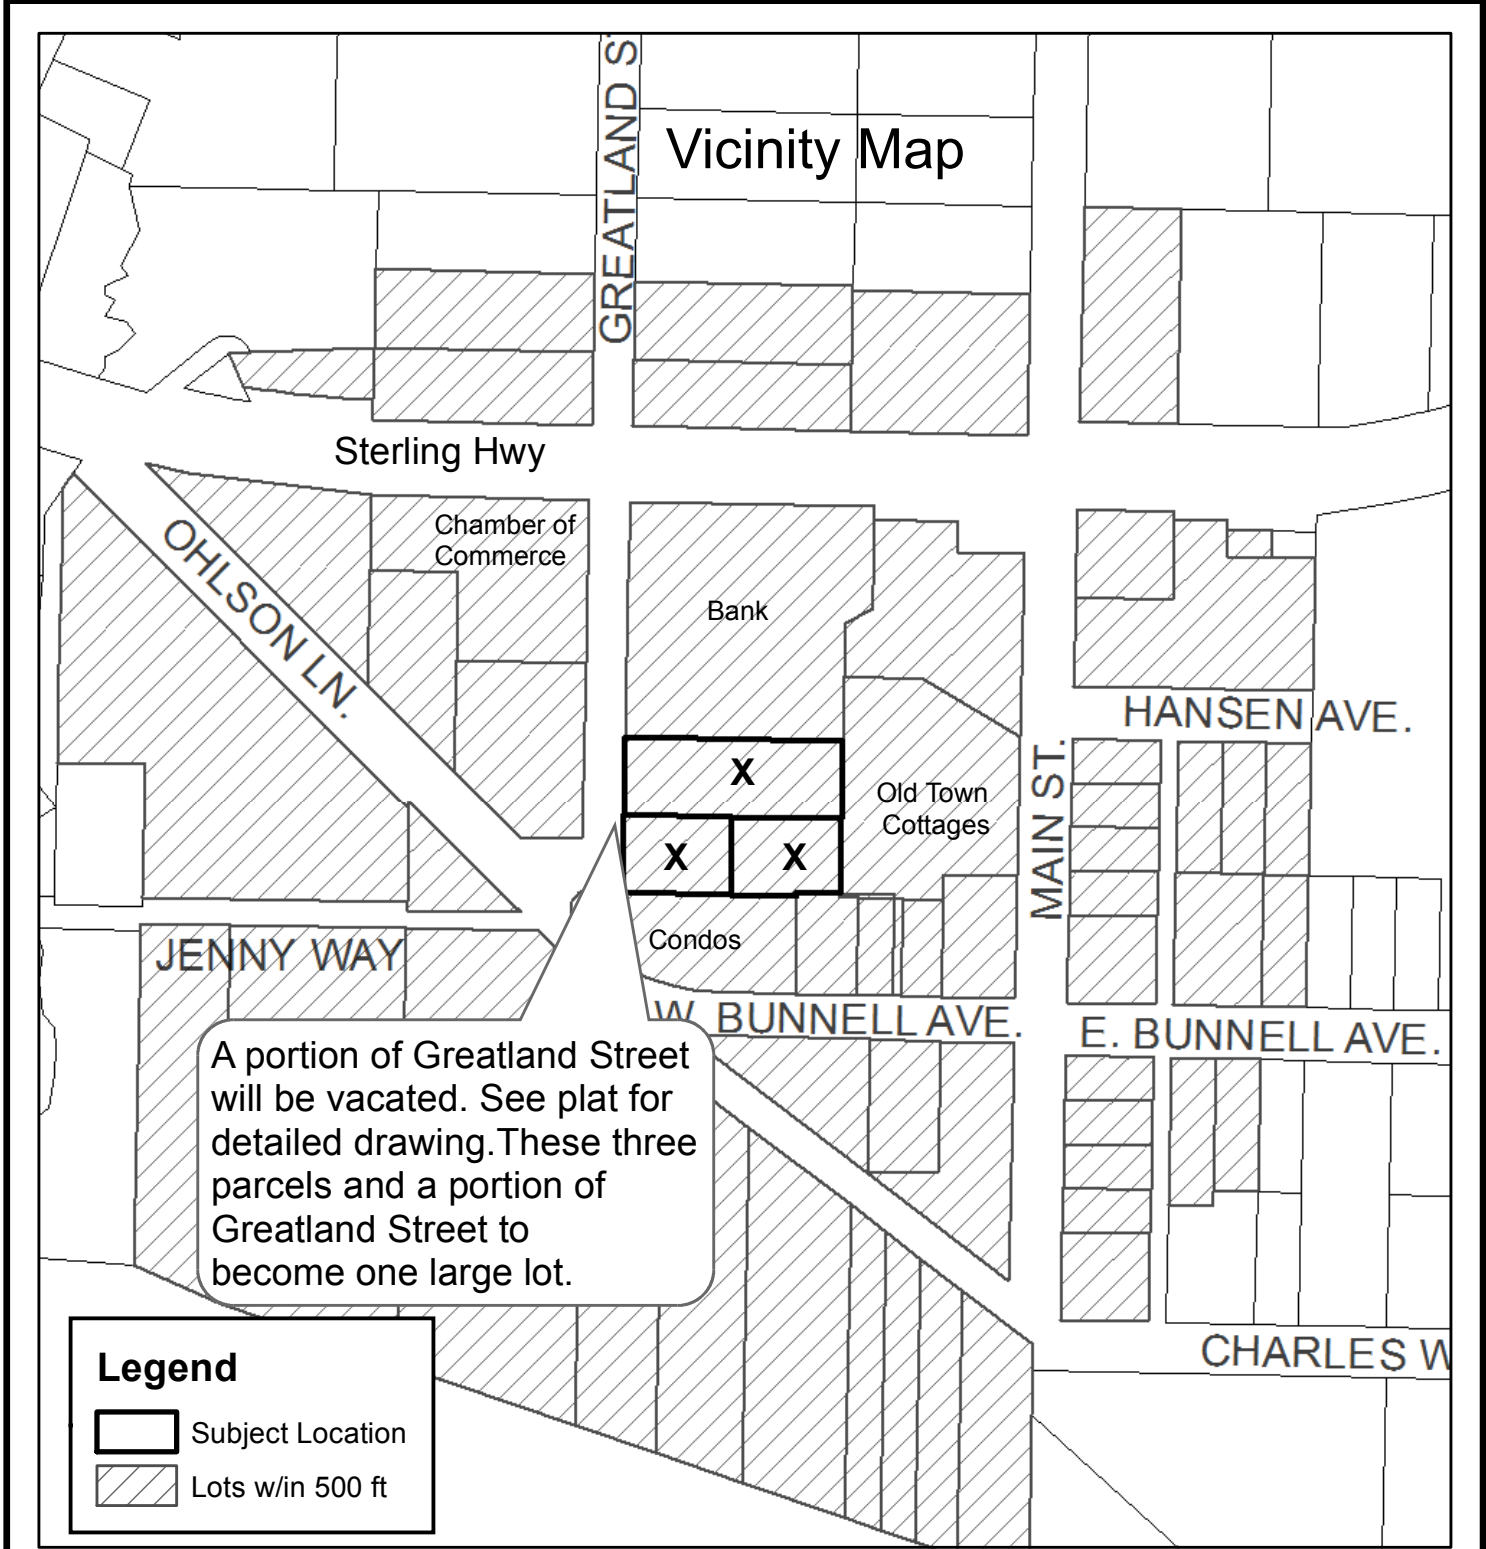 GREATLAND S
Vicinity Map
Sterling Hwy
Chamber of
Commerce
OHLSON LN.
Bank
HANSEN AVE.
X
MAIN ST.
Old Town
Cottages
X
X
Condos
JENNY WAY
W. BUNNELL AVE.
E. BUNNELL AVE.
A portion of Greatland Street
will be vacated. See plat for
detailed drawing.These three
parcels and a portion of
Greatland Street to
become one large lot.
CHARLES W
Legend
Subject Location
Lots w/in 500 ft